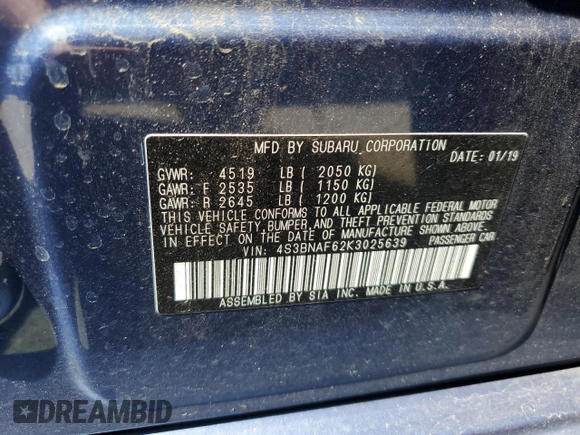 MFD BY SUBARU CORPORATION
DATE: 01/19
GVWR: 4519 LB ( 2050 KG)
GAWR: F 2535 LB ( 1150 KG)
GAWR: R 2645 LB ( 1200 KG)
THIS VEHICLE CONFORMS TO ALL APPLICABLE FEDERAL MOTOR
VEHICLE SAFETY, BUMPER, AND THEFT PREVENTION STANDARDS
IN EFFECT ON THE DATE OF MANUFACTURE SHOWN ABOVE.
VIN: 4S3BNAF62K3025639 PASSENGER CAR
ASSEMBLED BY SIA INC. MADE IN U.S.A.
DREAMBID